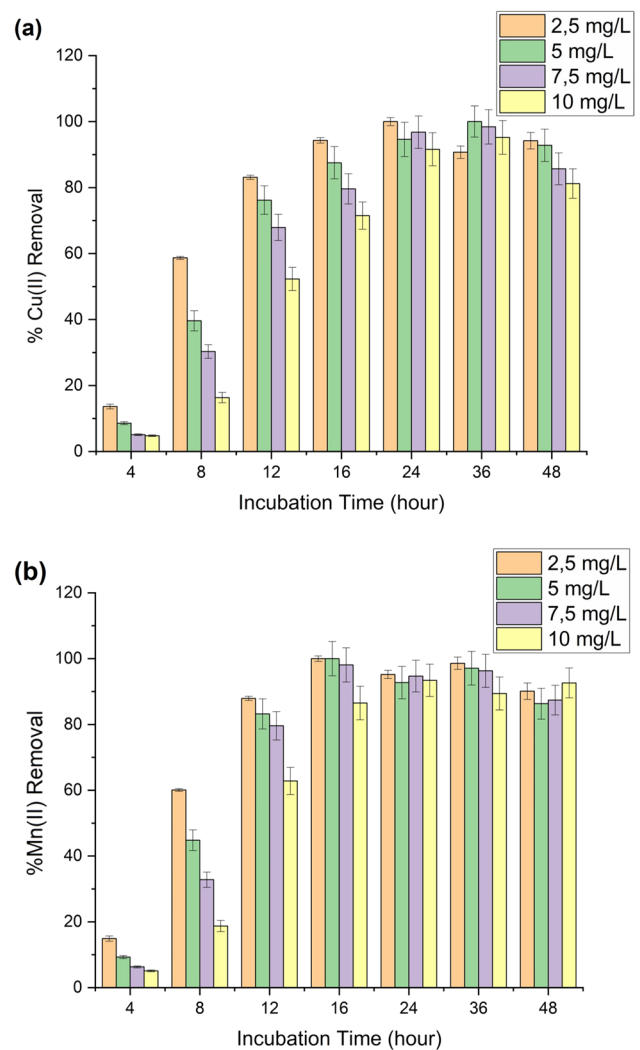 (a)
2,5 mg/L
5 mg/L
7,5 mg/L
10 mg/L
120
100
80
60
40
20
0
% Cu(II) Removal
4 8 12 16 24 36 48
Incubation Time (hour)
(b)
2,5 mg/L
5 mg/L
7,5 mg/L
10 mg/L
120
100
80
60
40
20
0
%Mn(II) Removal
4 8 12 16 24 36 48
Incubation Time (hour)